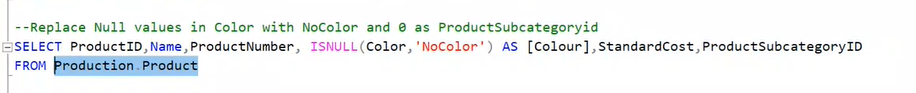 --Replace Null values in Color with NoColor and 0 as ProductSubcategoryid
SELECT ProductID,Name,ProductNumber, ISNULL(Color,'NoColor') AS [Colour],StandardCost,ProductSubcategoryID
FROM Production.Product